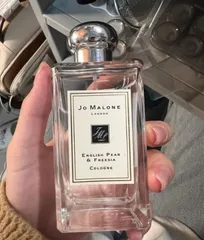 JO MALONE
LONDON
ENGLISH PEAR
& FREESIA
COLOGNE